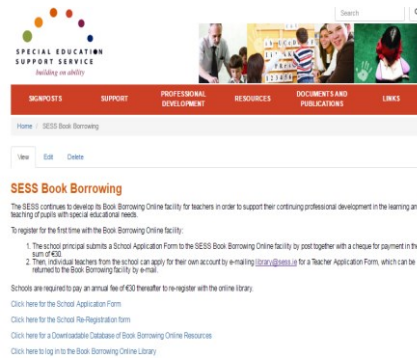 Search
SPECIAL EDUCATION
SUPPORT SERVICE
building on ability
SIGNPOSTS
SUPPORT
PROFESSIONAL
DEVELOPMENT
RESOURCES
DOCUMENTS AND
PUBLICATIONS
LINKS
Home / SESS Book Borrowing
View Edit Delete
SESS Book Borrowing
The SESS continues to develop its Book Borrowing Online facility for teachers in order to support their continuing professional development in the learning an
teaching of pupils with special educational needs.
To register for the first time with the Book Borrowing Online facility:
1. The school principal submits a School Application Form to the SESS Book Borrowing Online facility by post together with a cheque for payment in the
sum of €30.
2. Then, individual teachers from the school can apply for their own account by e-mailing library@sess.ie for a Teacher Application Form, which can be
returned to the Book Borrowing facility by e-mail.
Schools are required to pay an annual fee of €30 thereafter to re-register with the online library.
Click here for the School Application Form
Click here for the School Re-Registration form
Click here for a Downloadable Database of Book Borrowing Online Resources
Click here to log in to the Book Borrowing Online Library